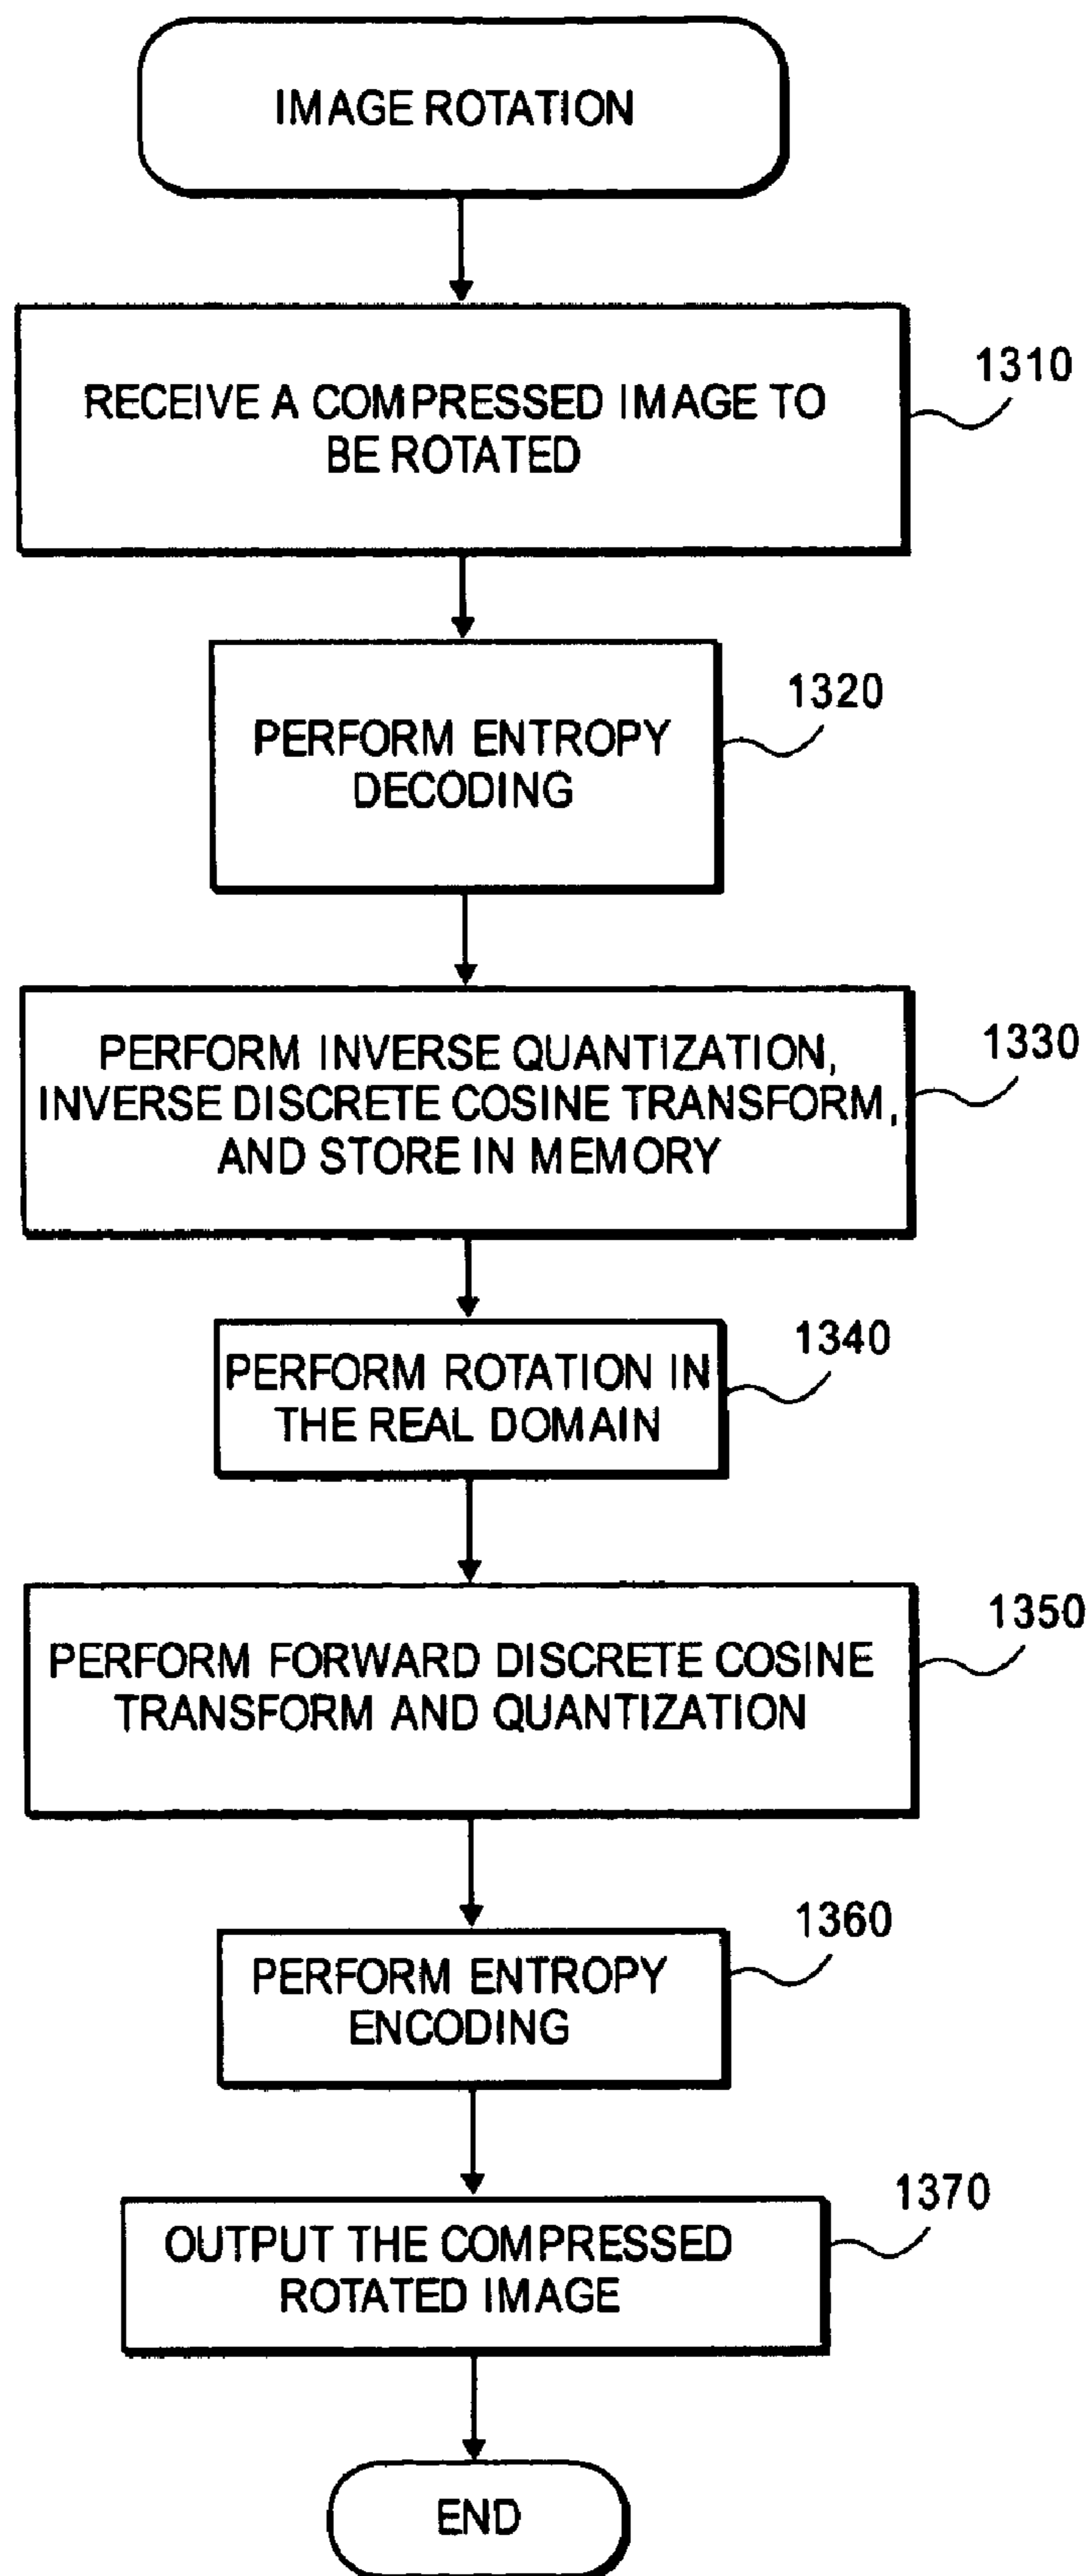 IMAGE ROTATION
RECEIVE A COMPRESSED IMAGE TO
BE ROTATED
1310
PERFORM ENTROPY
DECODING
1320
PERFORM INVERSE QUANTIZATION,
INVERSE DISCRETE COSINE TRANSFORM,
AND STORE IN MEMORY
1330
PERFORM ROTATION IN
THE REAL DOMAIN
1340
PERFORM FORWARD DISCRETE COSINE
TRANSFORM AND QUANTIZATION
1350
PERFORM ENTROPY
ENCODING
1360
OUTPUT THE COMPRESSED
ROTATED IMAGE
1370
END